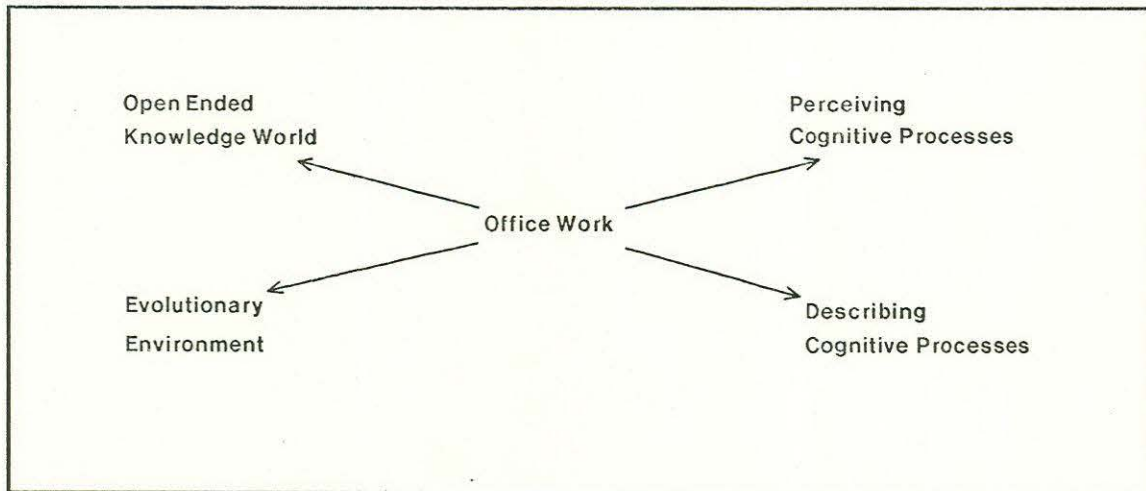 Open Ended
Knowledge World
Perceiving
Cognitive Processes
Office Work
Evolutionary
Environment
Describing
Cognitive Processes